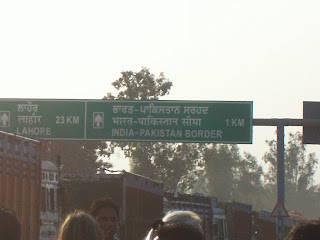 ਲਾਹੌਰ
लाहौर
LAHORE
23 KM
ਭਾਰਤ-ਪਾਕਿਸਤਾਨ ਸਰਹਦ
भारत-पाकिस्तान सीमा
INDIA-PAKISTAN BORDER
1 KM